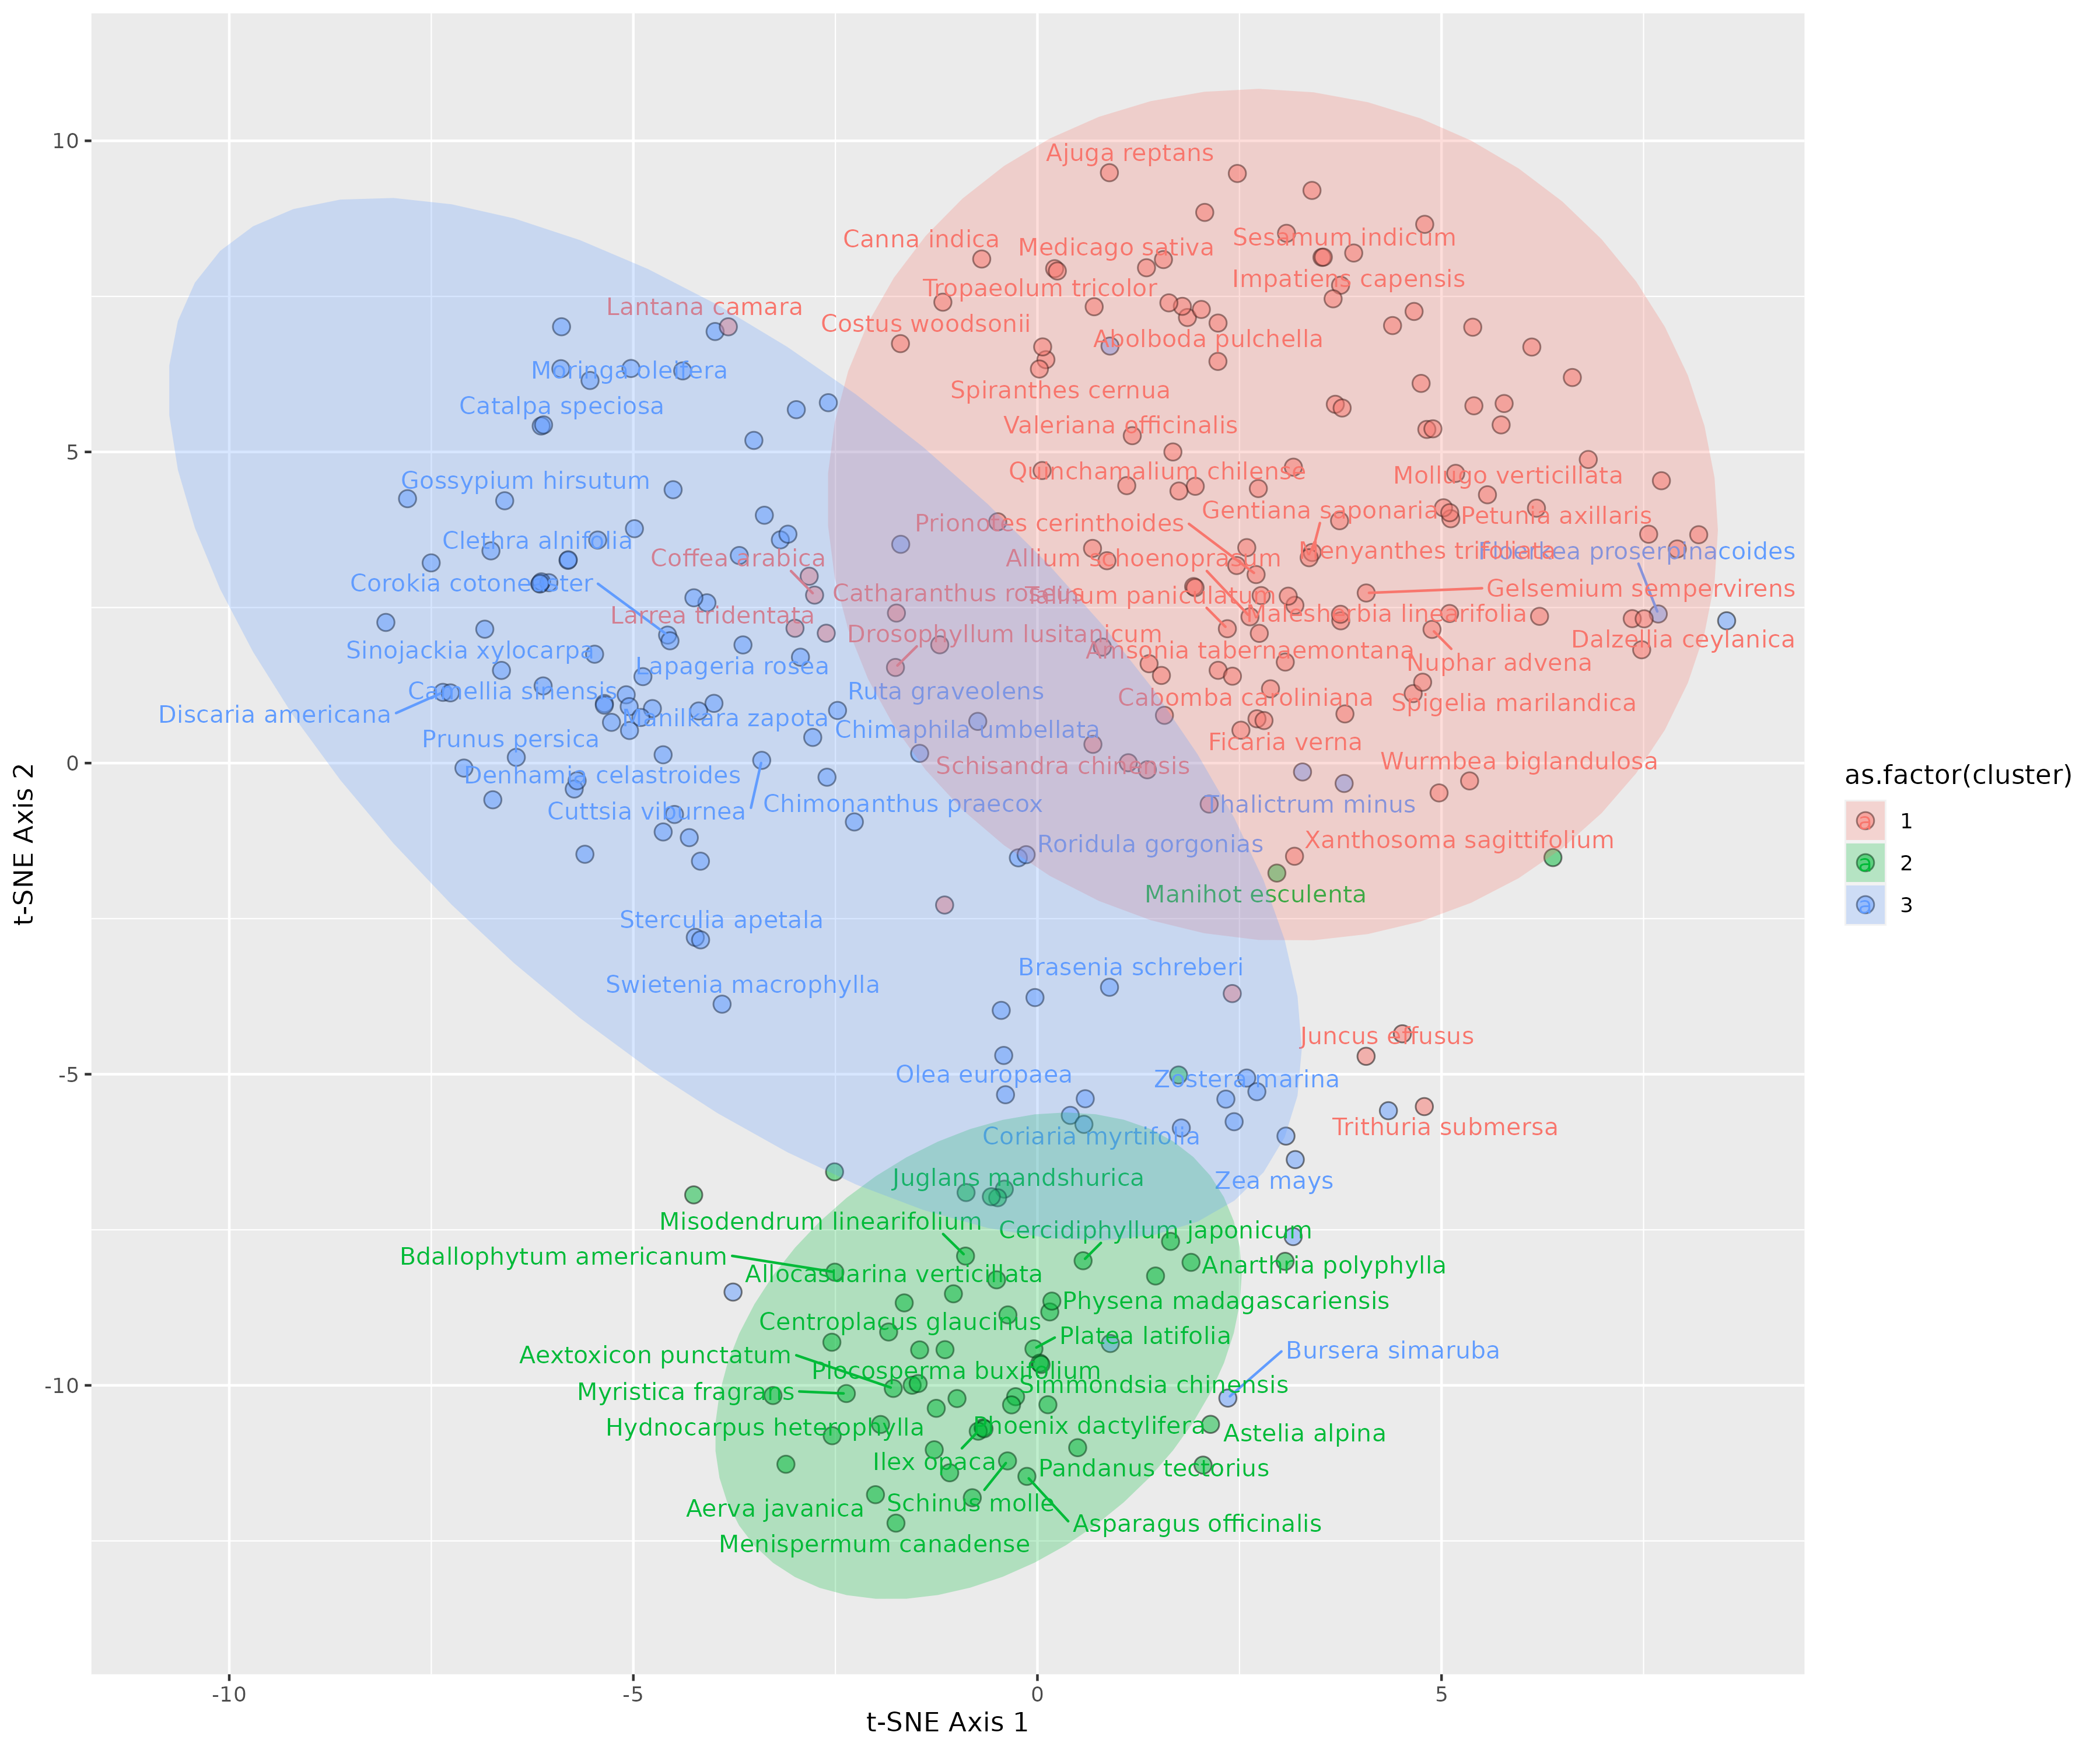 Ajuga reptans
Canna indica
Medicago sativa
Sesamum indicum
Tropaeolum tricolor
Impatiens capensis
Lantana camara
Costus woodsonii
Abolboda pulchella
Moringa oleifera
Spiranthes cernua
Catalpa speciosa
Valeriana officinalis
Quinchamalium chilense
Mollugo verticillata
Gossypium hirsutum
Gentiana saponaria
Petunia axillaris
Prionotes cerinthoides
Clethra alnifolia
Coffea arabica
Allium schoenoprasum
Menyanthes trifoliata
Floerkea proserpinacoides
Corokia cotoneaster
Catharanthus roseus
Talinum paniculatum
Gelsemium sempervirens
Larrea tridentata
Malesherbia linearifolia
Drosophyllum lusitanicum
Dalzellia ceylanica
Sinojackia xylocarpa
Amsonia tabernaemontana
Lapageria rosea
Nuphar advena
Camellia sinensis
Ruta graveolens
Cabomba caroliniana
Spigelia marilandica
Discaria americana
Manilkara zapota
Chimaphila umbellata
Prunus persica
Ficaria verna
Schisandra chinensis
Wurmbea biglandulosa
Denhamia celastroides
Cuttsia viburnea
Chimonanthus praecox
Thalictrum minus
Roridula gorgonias
Xanthosoma sagittifolium
Manihot esculenta
Sterculia apetala
Brasenia schreberi
Swietenia macrophylla
Juncus effusus
Olea europaea
Zostera marina
Coriaria myrtifolia
Trithuria submersa
Juglans mandshurica
Zea mays
Misodendrum linearifolium
Cercidiphyllum japonicum
Bdallophytum americanum
Allocasuarina verticillata
Anarthria polyphylla
Physena madagascariensis
Centroplacus glaucinus
Platea latifolia
Aextoxicon punctatum
Bursera simaruba
Plocosperma buxifolium
Myristica fragrans
Simmondsia chinensis
Hydnocarpus heterophylla
Phoenix dactylifera
Astelia alpina
Ilex opaca
Pandanus tectorius
Aerva javanica
Schinus molle
Asparagus officinalis
Menispermum canadense
10
5
0
-5
-10
-10
-5
0
5
t-SNE Axis 1
t-SNE Axis 2
as.factor(cluster)
a 1
a 2
a 3